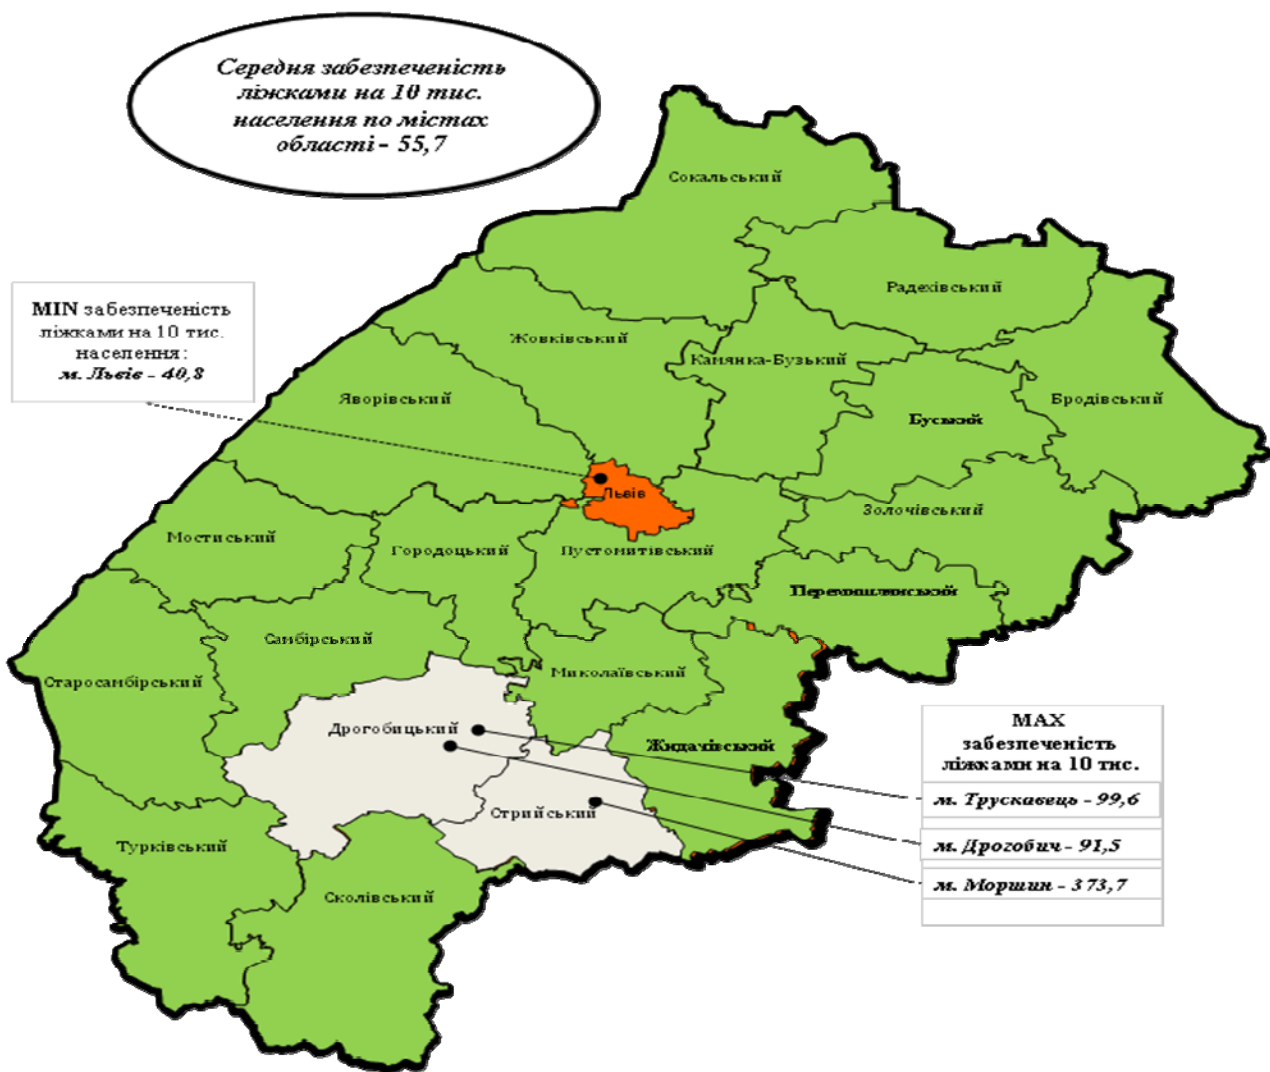 Середня забезпеченість
ліжками на 10 тис.
населення по містах
області - 55,7
Сокальський
Радехівський
MIN забезпеченість
ліжками на 10 тис.
населення:
м. Львів - 40,8
Жовківський
Камянка-Бузький
Яворівський
Буський
Бродівський
Львів
Золочівський
Мостиський
Городоцький
Пустомитівський
Перемишлянський
Самбірський
Миколаївський
Старосамбірський
Дрогобицький
Жидачівський
MAX
забезпеченість
ліжками на 10 тис.
м. Трускавець - 99,6
Стрийський
Турківський
м. Дрогобич - 91,5
м. Моршин - 373,7
Сколівський